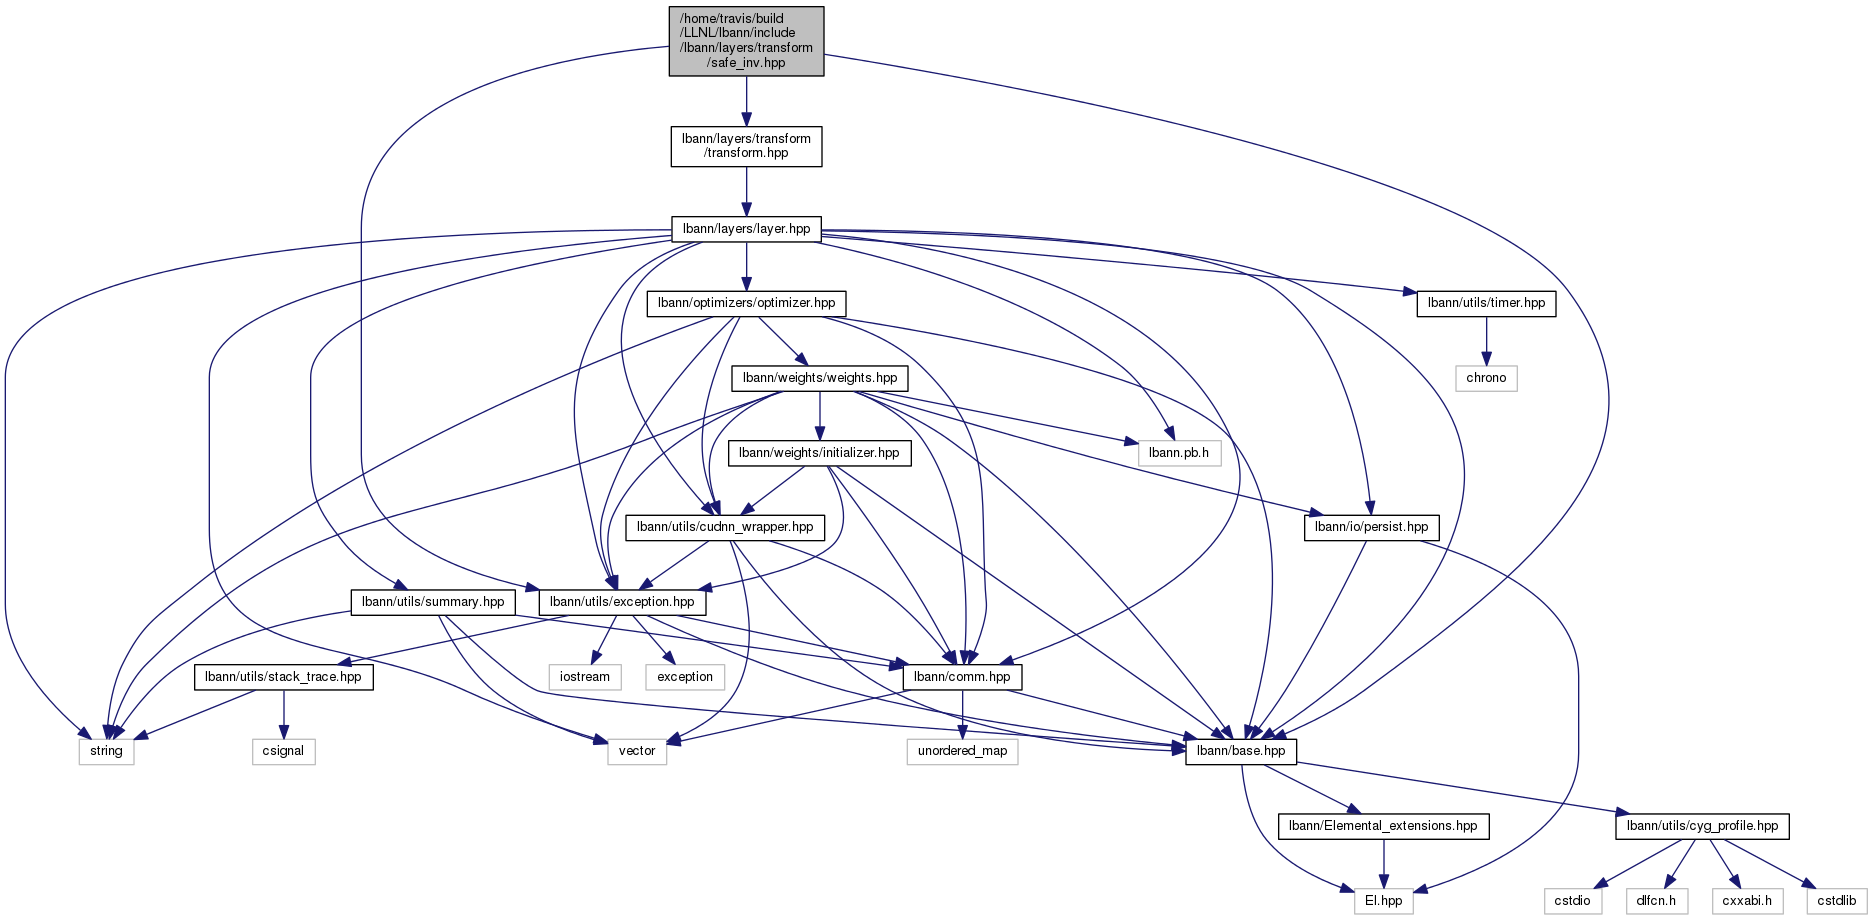 /home/travis/build
/LLNL/lbann/include
/lbann/layers/transform
/safe_inv.hpp
lbann/layers/transform
/transform.hpp
lbann/layers/layer.hpp
lbann/optimizers/optimizer.hpp
lbann/utils/timer.hpp
lbann/weights/weights.hpp
chrono
lbann/weights/initializer.hpp
lbann.pb.h
lbann/utils/cudnn_wrapper.hpp
lbann/io/persist.hpp
lbann/utils/summary.hpp
lbann/utils/exception.hpp
lbann/utils/stack_trace.hpp
iostream
exception
lbann/comm.hpp
string
csignal
vector
unordered_map
lbann/base.hpp
lbann/Elemental_extensions.hpp
lbann/utils/cyg_profile.hpp
El.hpp
cstdio
dlfcn.h
cxxabi.h
cstdlib